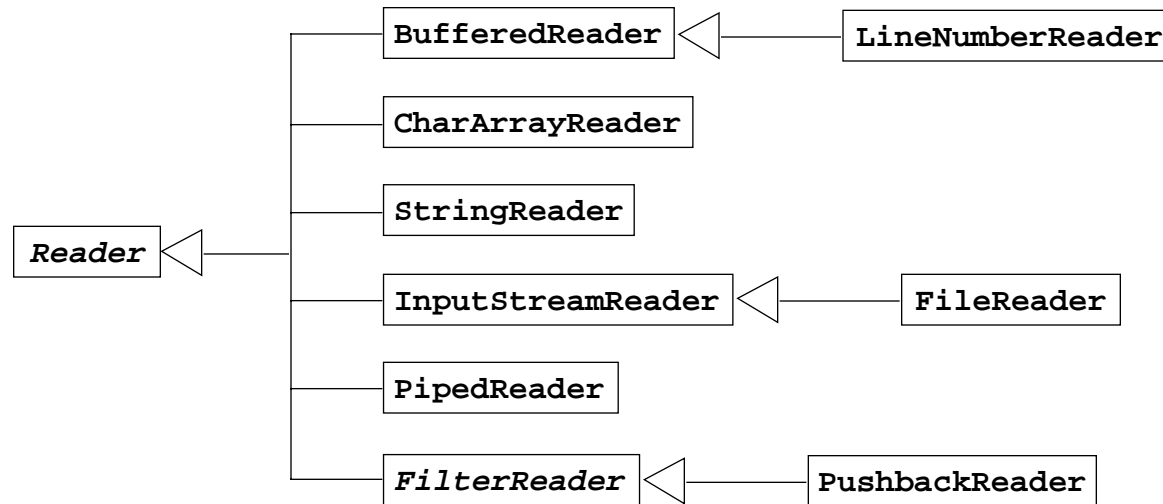 BufferedReader
LineNumberReader
CharArrayReader
StringReader
Reader
InputStreamReader
FileReader
PipedReader
FilterReader
PushbackReader